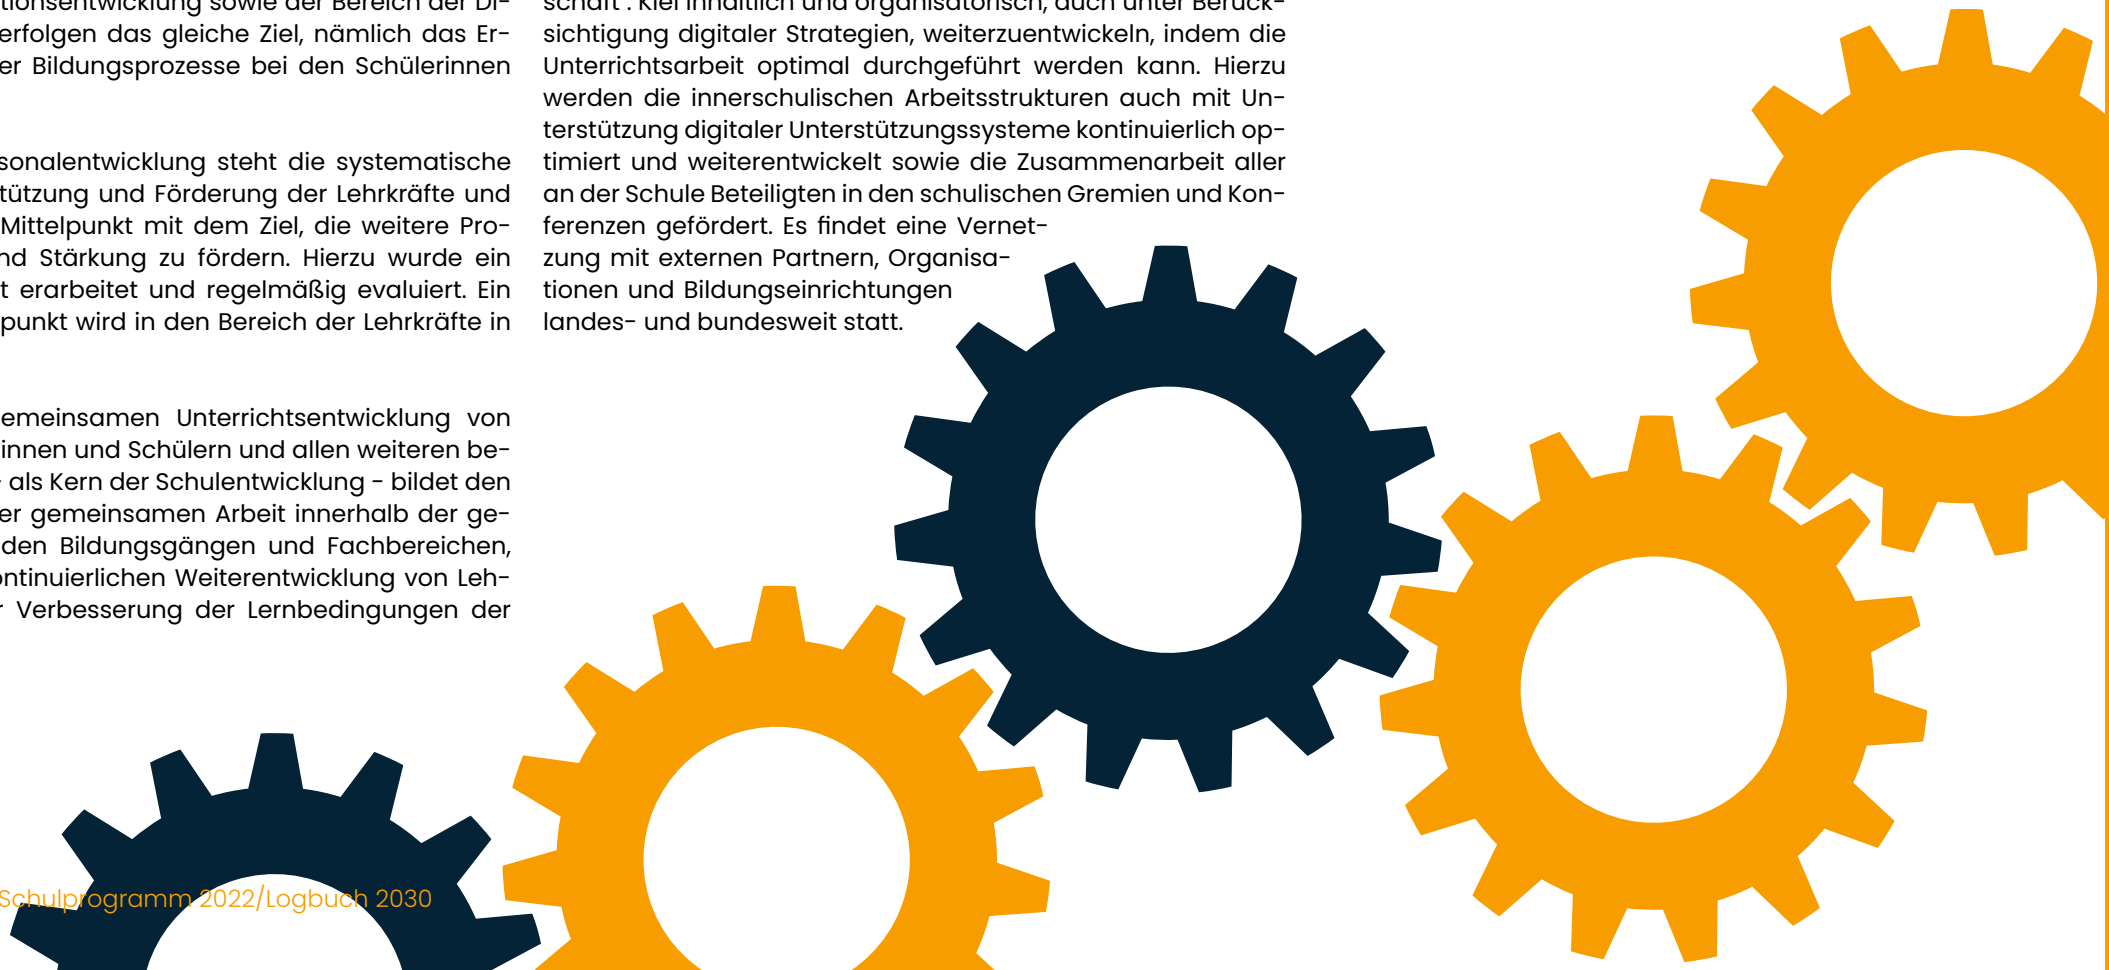 tionsentwicklung sowie der Bereich der Di-
erfolgen das gleiche Ziel, nämlich das Er-
er Bildungsprozesse bei den Schülerinnen
sonalentwicklung steht die systematische
tützung und Förderung der Lehrkräfte und
Mittelpunkt mit dem Ziel, die weitere Pro-
nd Stärkung zu fördern. Hierzu wurde ein
t erarbeitet und regelmäßig evaluiert. Ein
punkt wird in den Bereich der Lehrkräfte in
emeinsamen Unterrichtsentwicklung von
innen und Schülern und allen weiteren be-
- als Kern der Schulentwicklung - bildet den
er gemeinsamen Arbeit innerhalb der ge-
den Bildungsgängen und Fachbereichen,
ontinuierlichen Weiterentwicklung von Leh-
r Verbesserung der Lernbedingungen der
schaft . Kiel inhaltlich und organisatorisch, auch unter Berück-
sichtigung digitaler Strategien, weiterzuentwickeln, indem die
Unterrichtsarbeit optimal durchgeführt werden kann. Hierzu
werden die innerschulischen Arbeitsstrukturen auch mit Un-
terstützung digitaler Unterstützungssysteme kontinuierlich op-
timiert und weiterentwickelt sowie die Zusammenarbeit aller
an der Schule Beteiligten in den schulischen Gremien und Kon-
ferenzen gefördert. Es findet eine Vernet-
zung mit externen Partnern, Organisa-
tionen und Bildungseinrichtungen
landes- und bundesweit statt.
Schulprogramm 2022/Logbuch 2030